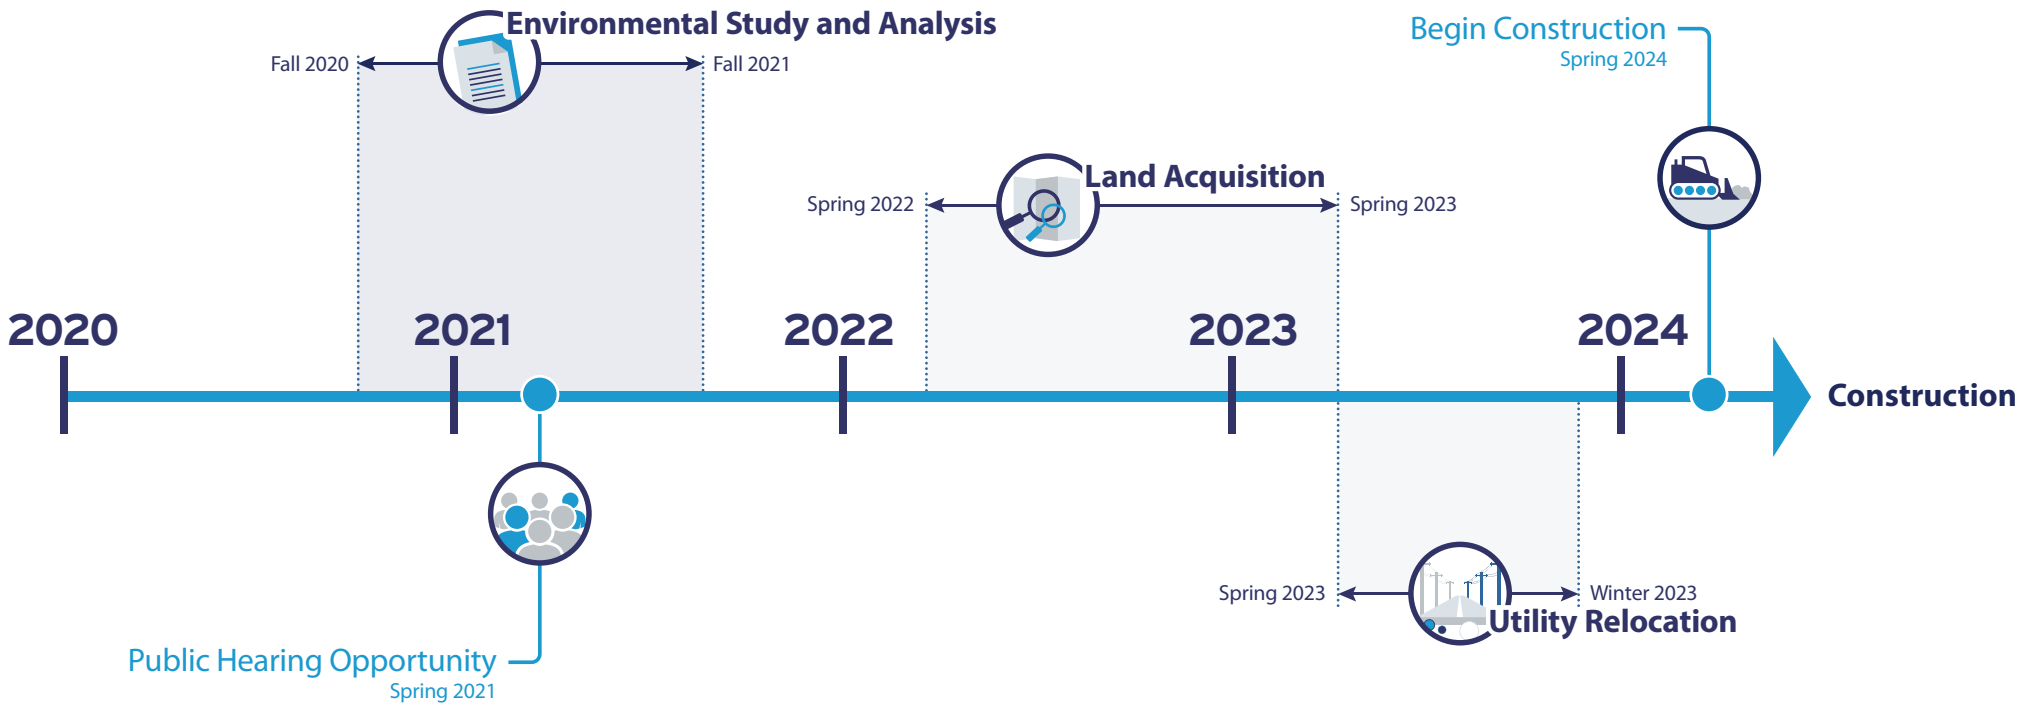 Environmental Study and Analysis
Fall 2020
Fall 2021
Begin Construction
Spring 2024
Land Acquisition
Spring 2022
Spring 2023
2020
2021
2022
2023
2024
Construction
Spring 2023
Winter 2023
Utility Relocation
Public Hearing Opportunity
Spring 2021